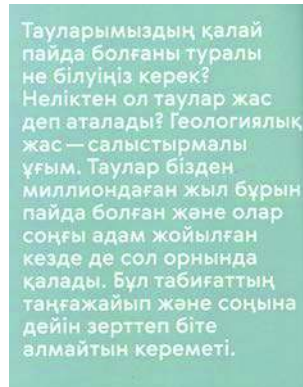 Тауларымыздың қалай
пайда болғаны туралы
не білуіңіз керек?
Неліктен ол таулар жас
деп аталады? Геологиялық
жас — салыстырмалы
ұғым. Таулар бізден
миллиондаған жыл бұрын
пайда болған және олар
соңғы адам жойылған
кезде де сол орнында
қалады. Бұл табиғаттың
таңғажайып және соңына
дейін зерттеп біте
алмайтын кереметі.